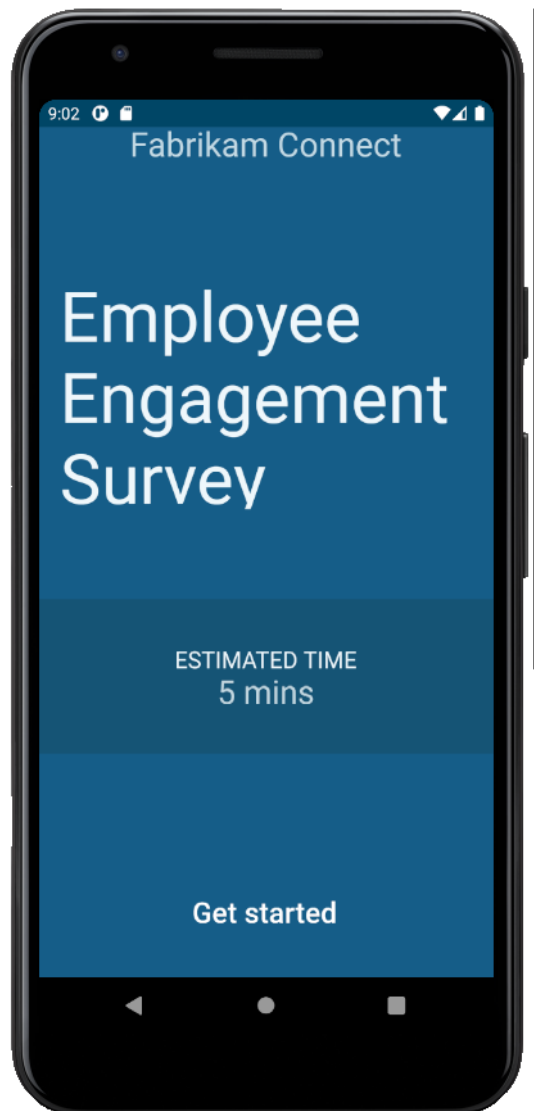 9:02
Fabrikam Connect
Employee
Engagement
Survey
ESTIMATED TIME
5 mins
Get started